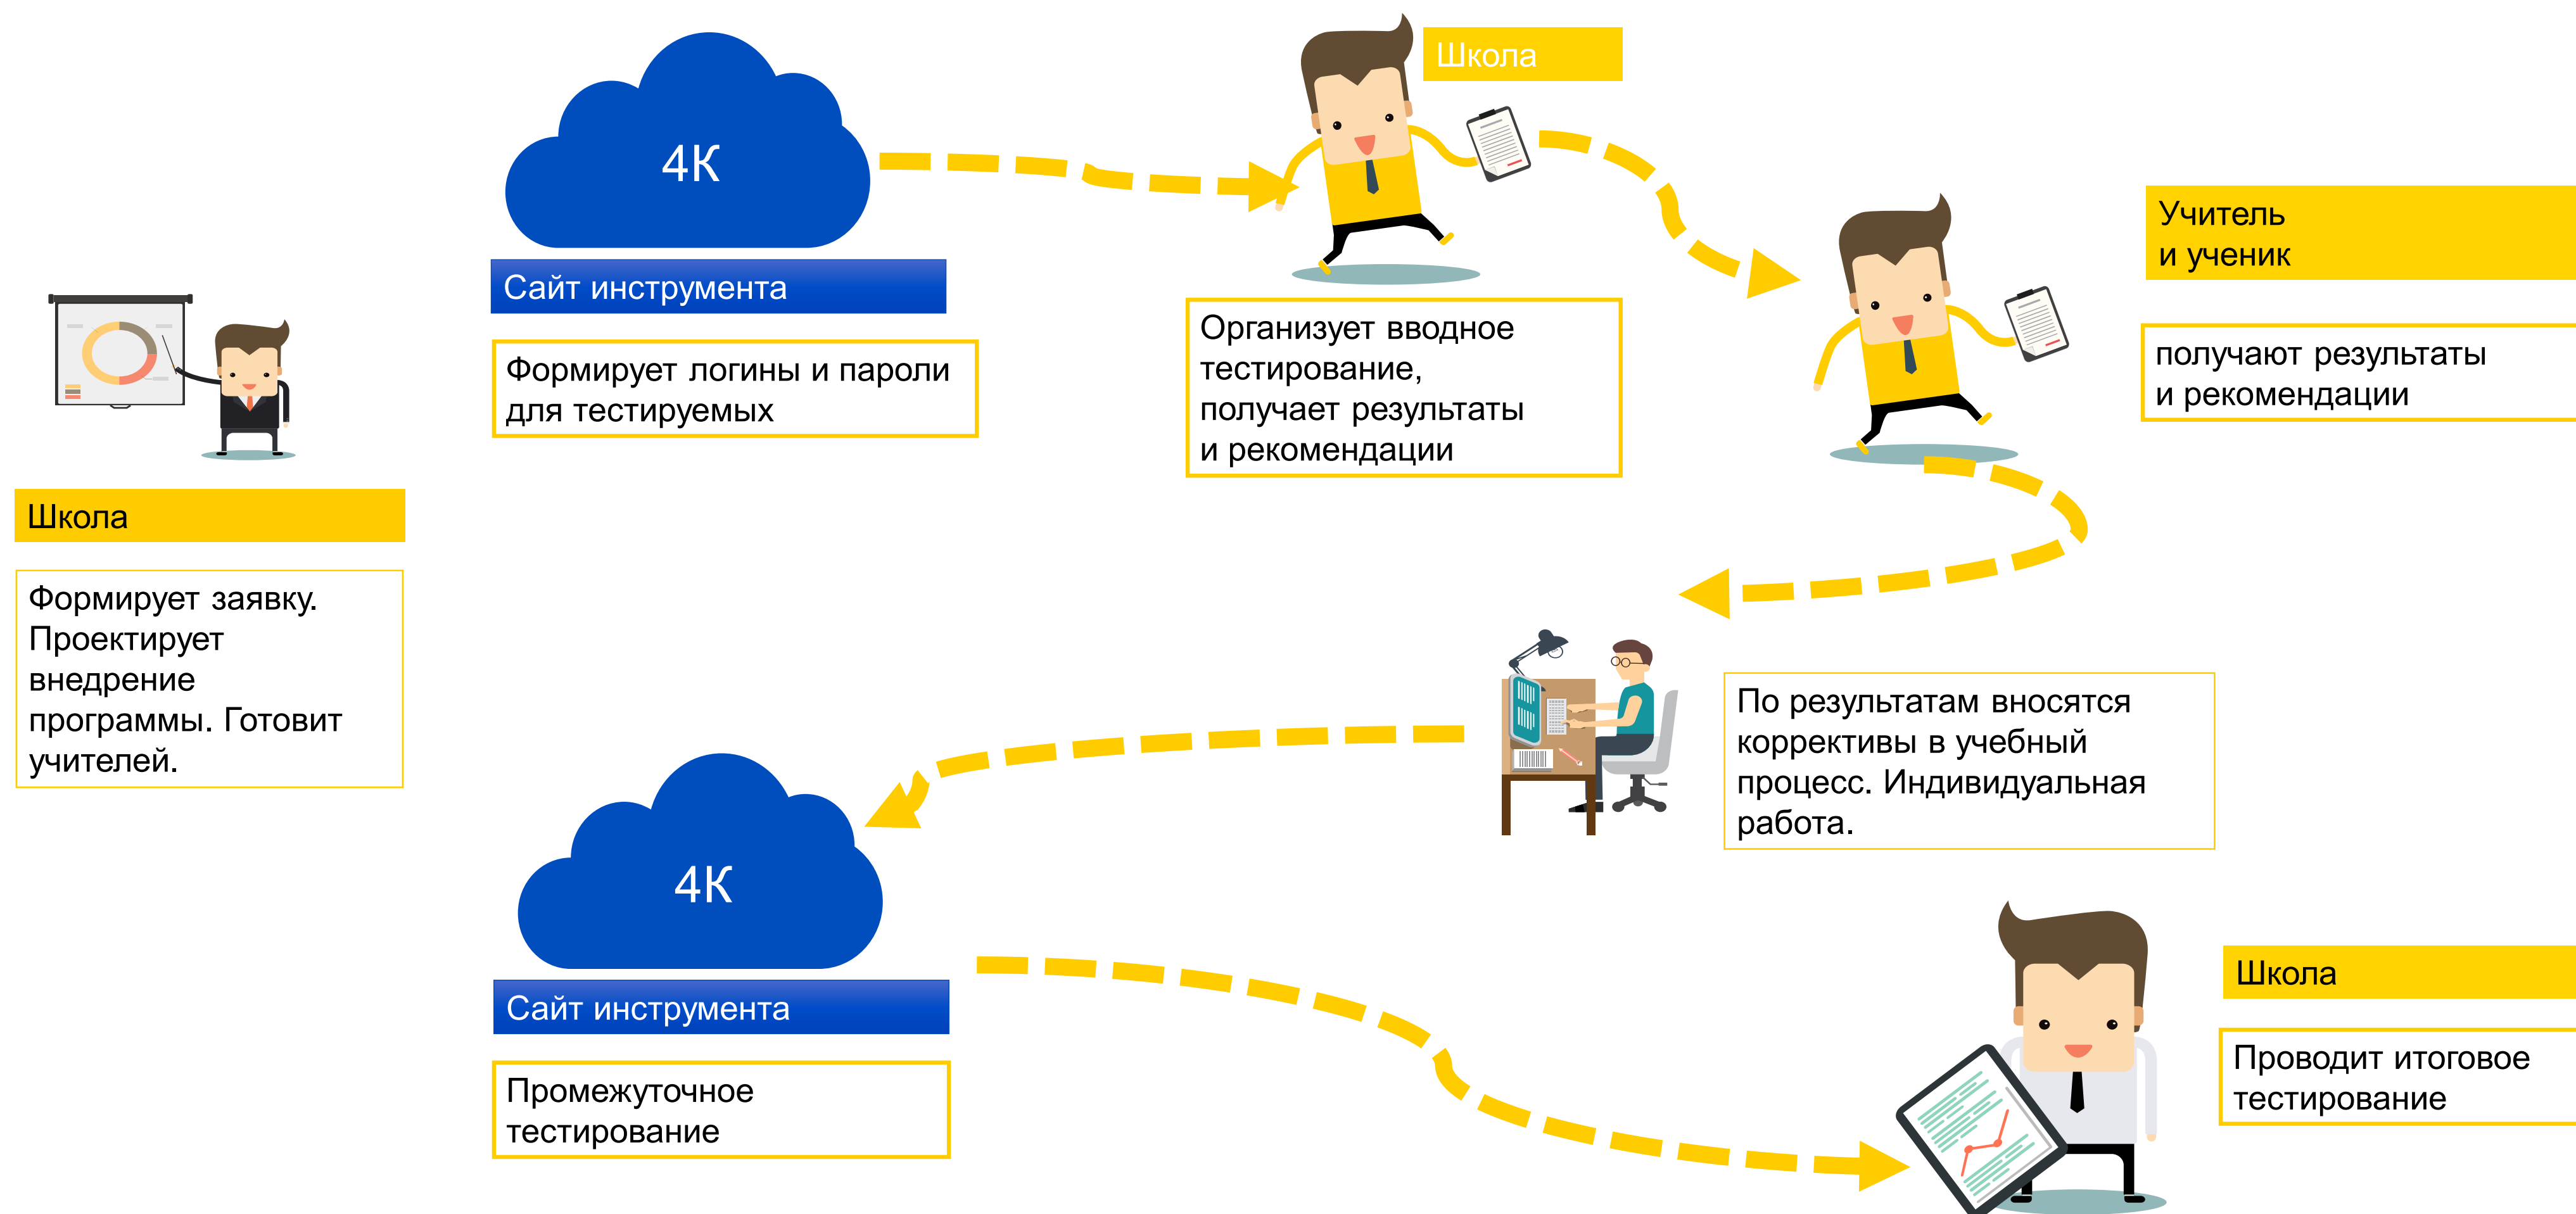 Школа
Формирует заявку.
Проектирует
внедрение
программы. Готовит
учителей.
4К
Сайт инструмента
Формирует логины и пароли
для тестируемых
Школа
Организует вводное
тестирование,
получает результаты
и рекомендации
Учитель
и ученик
получают результаты
и рекомендации
По результатам вносятся
коррективы в учебный
процесс. Индивидуальная
работа.
4К
Сайт инструмента
Промежуточное
тестирование
Школа
Проводит итоговое
тестирование